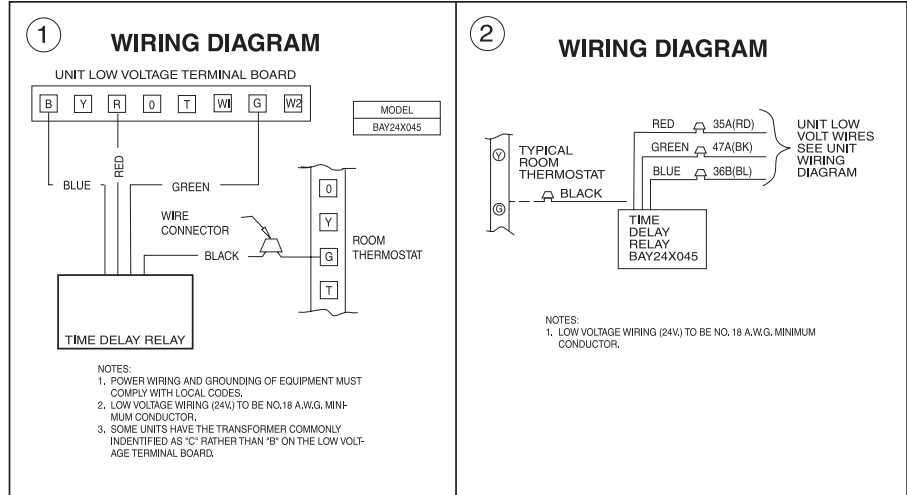 1
WIRING DIAGRAM
UNIT LOW VOLTAGE TERMINAL BOARD
B Y R 0 T W1 G W2
MODEL
BAY24X045
RED
BLUE
GREEN
WIRE
CONNECTOR
BLACK
0
Y
G
T
ROOM
THERMOSTAT
TIME DELAY RELAY
NOTES:
1. POWER WIRING AND GROUNDING OF EQUIPMENT MUST
COMPLY WITH LOCAL CODES.
2. LOW VOLTAGE WIRING (24V.) TO BE NO.18 A.W.G. MINI-
MUM CONDUCTOR.
3. SOME UNITS HAVE THE TRANSFORMER COMMONLY
INDENTIFIED AS "C" RATHER THAN "B" ON THE LOW VOLT-
AGE TERMINAL BOARD.
2
WIRING DIAGRAM
Y
G
TYPICAL
ROOM
THERMOSTAT
BLACK
RED 35A(RD)
GREEN 47A(BK)
BLUE 36B(BL)
UNIT LOW
VOLT WIRES
SEE UNIT
WIRING
DIAGRAM
TIME
DELAY
RELAY
BAY24X045
NOTES:
1. LOW VOLTAGE WIRING (24V.) TO BE NO. 18 A.W.G. MINIMUM
CONDUCTOR.